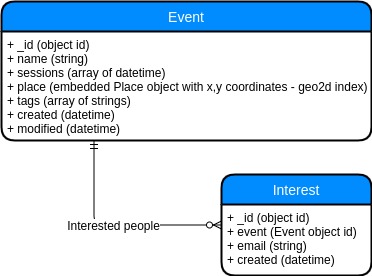 Event
+ _id (object id)
+ name (string)
+ sessions (array of datetime)
+ place (embedded Place object with x,y coordinates - geo2d index)
+ tags (array of strings)
+ created (datetime)
+ modified (datetime)
Interested people
Interest
+ _id (object id)
+ event (Event object id)
+ email (string)
+ created (datetime)